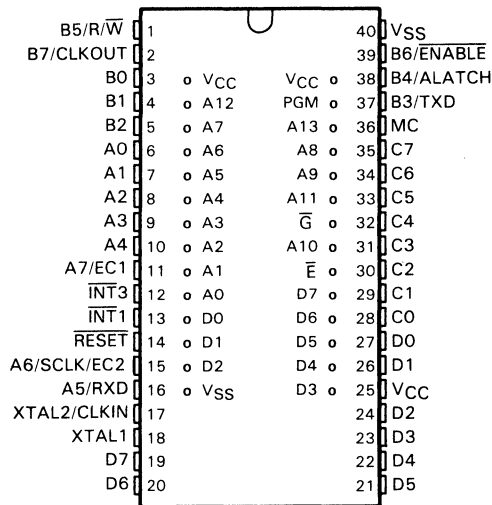 B5/R/W̅ 1 40 VSS
B7/CLKOUT 2 39 B6/E̅N̅A̅B̅L̅E̅
B0 3 o VCC VCC o 38 B4/ALATCH
B1 4 o A12 PGM o 37 B3/TXD
B2 5 o A7 A13 o 36 MC
A0 6 o A6 A8 o 35 C7
A1 7 o A5 A9 o 34 C6
A2 8 o A4 A11 o 33 C5
A3 9 o A3 G̅ o 32 C4
A4 10 o A2 A10 o 31 C3
A7/EC1 11 o A1 E̅ o 30 C2
I̅N̅T̅3 12 o A0 D7 o 29 C1
I̅N̅T̅1 13 o D0 D6 o 28 C0
R̅E̅S̅E̅T̅ 14 o D1 D5 o 27 D0
A6/SCLK/EC2 15 o D2 D4 o 26 D1
A5/RXD 16 o VSS D3 o 25 VCC
XTAL2/CLKIN 17 24 D2
XTAL1 18 23 D3
D7 19 22 D4
D6 20 21 D5